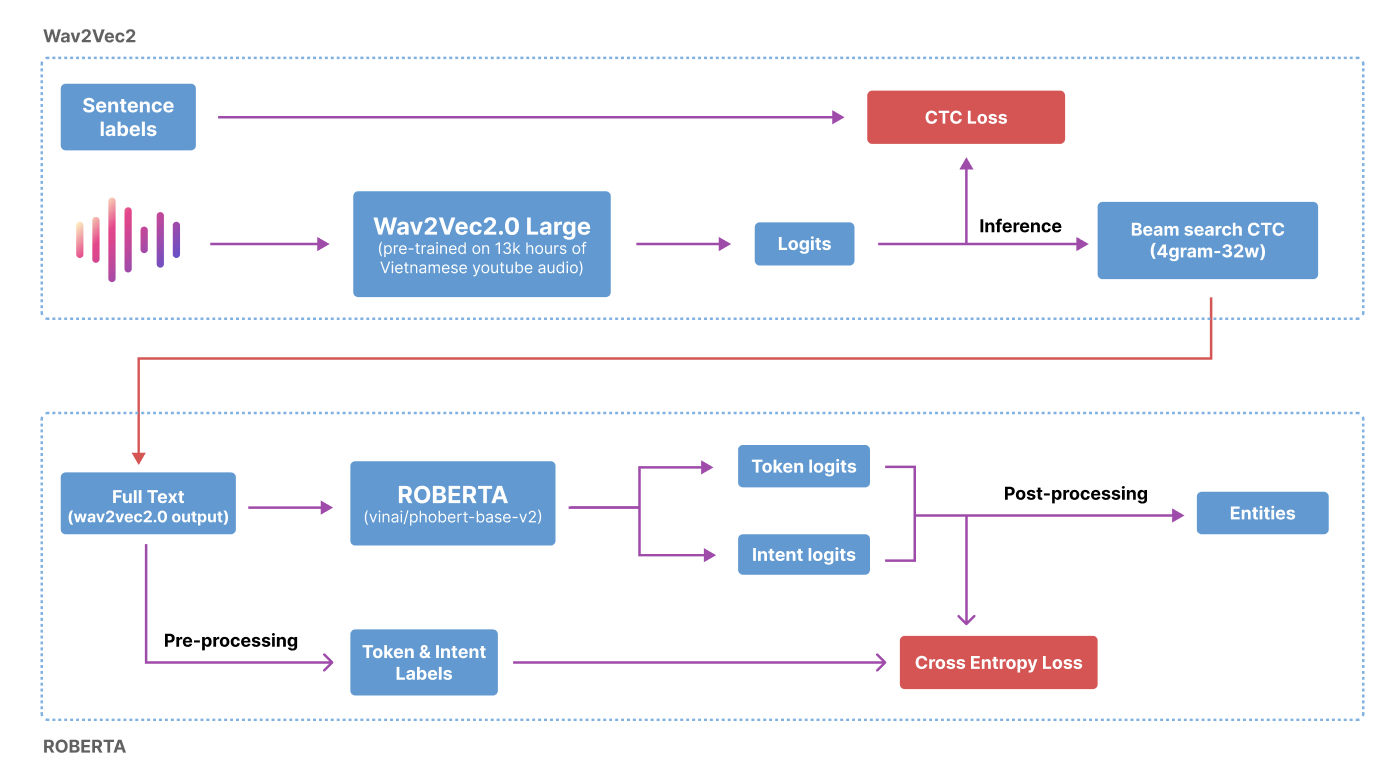 Wav2Vec2
Sentence
labels
CTC Loss
Wav2Vec2.0 Large
(pre-trained on 13k hours of
Vietnamese youtube audio)
Logits
Inference
Beam search CTC
(4gram-32w)
Full Text
(wav2vec2.0 output)
ROBERTA
(vinai/phobert-base-v2)
Token logits
Intent logits
Post-processing
Entities
Pre-processing
Token & Intent
Labels
Cross Entropy Loss
ROBERTA